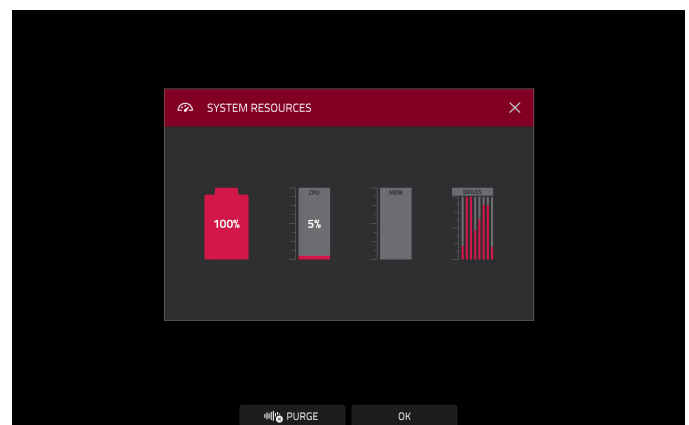 SYSTEM RESOURCES
CPU
MEM
DRIVES
100%
5%
PURGE
OK